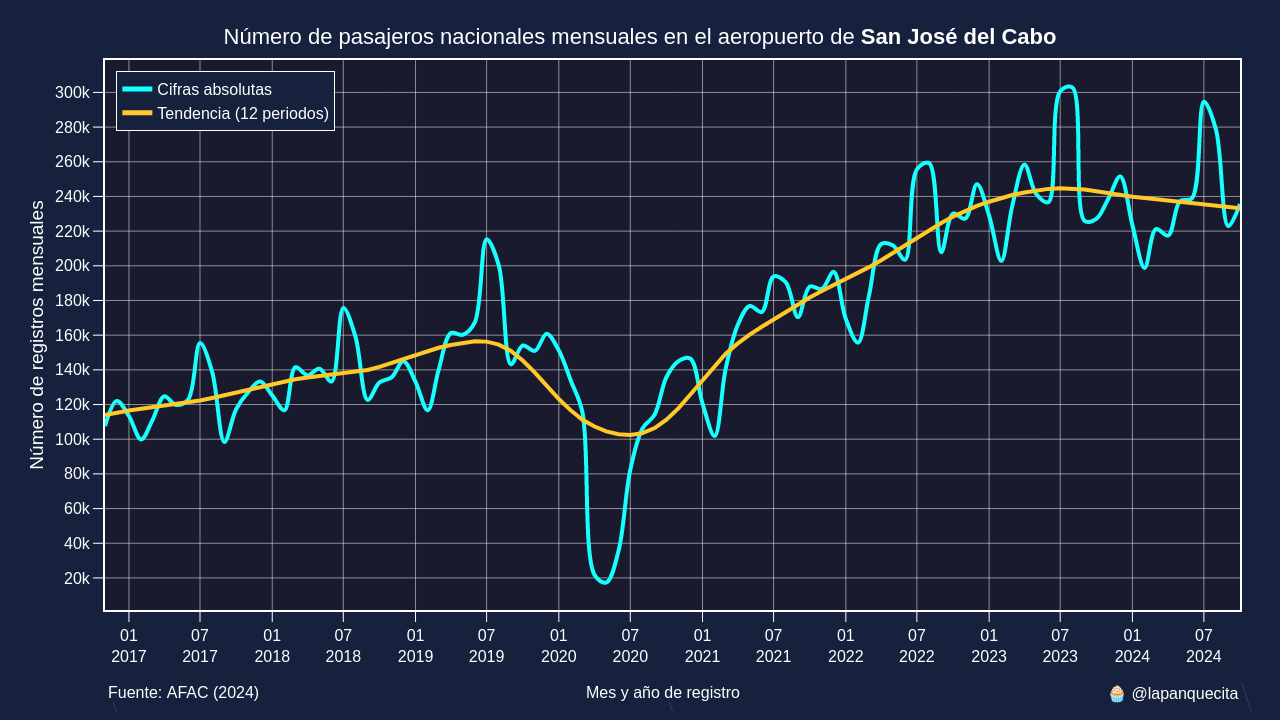 Número de pasajeros nacionales mensuales en el aeropuerto de San José del Cabo
Cifras absolutas
Tendencia (12 periodos)
Número de registros mensuales
300k
280k
260k
240k
220k
200k
180k
160k
140k
120k
100k
80k
60k
40k
20k
01 07 01 07 01 07 01 07 01 07 01 07 01 07 01 07
2017 2017 2018 2018 2019 2019 2020 2020 2021 2021 2022 2022 2023 2023 2024 2024
Fuente: AFAC (2024) Mes y año de registro 🧁 @lapanquecita